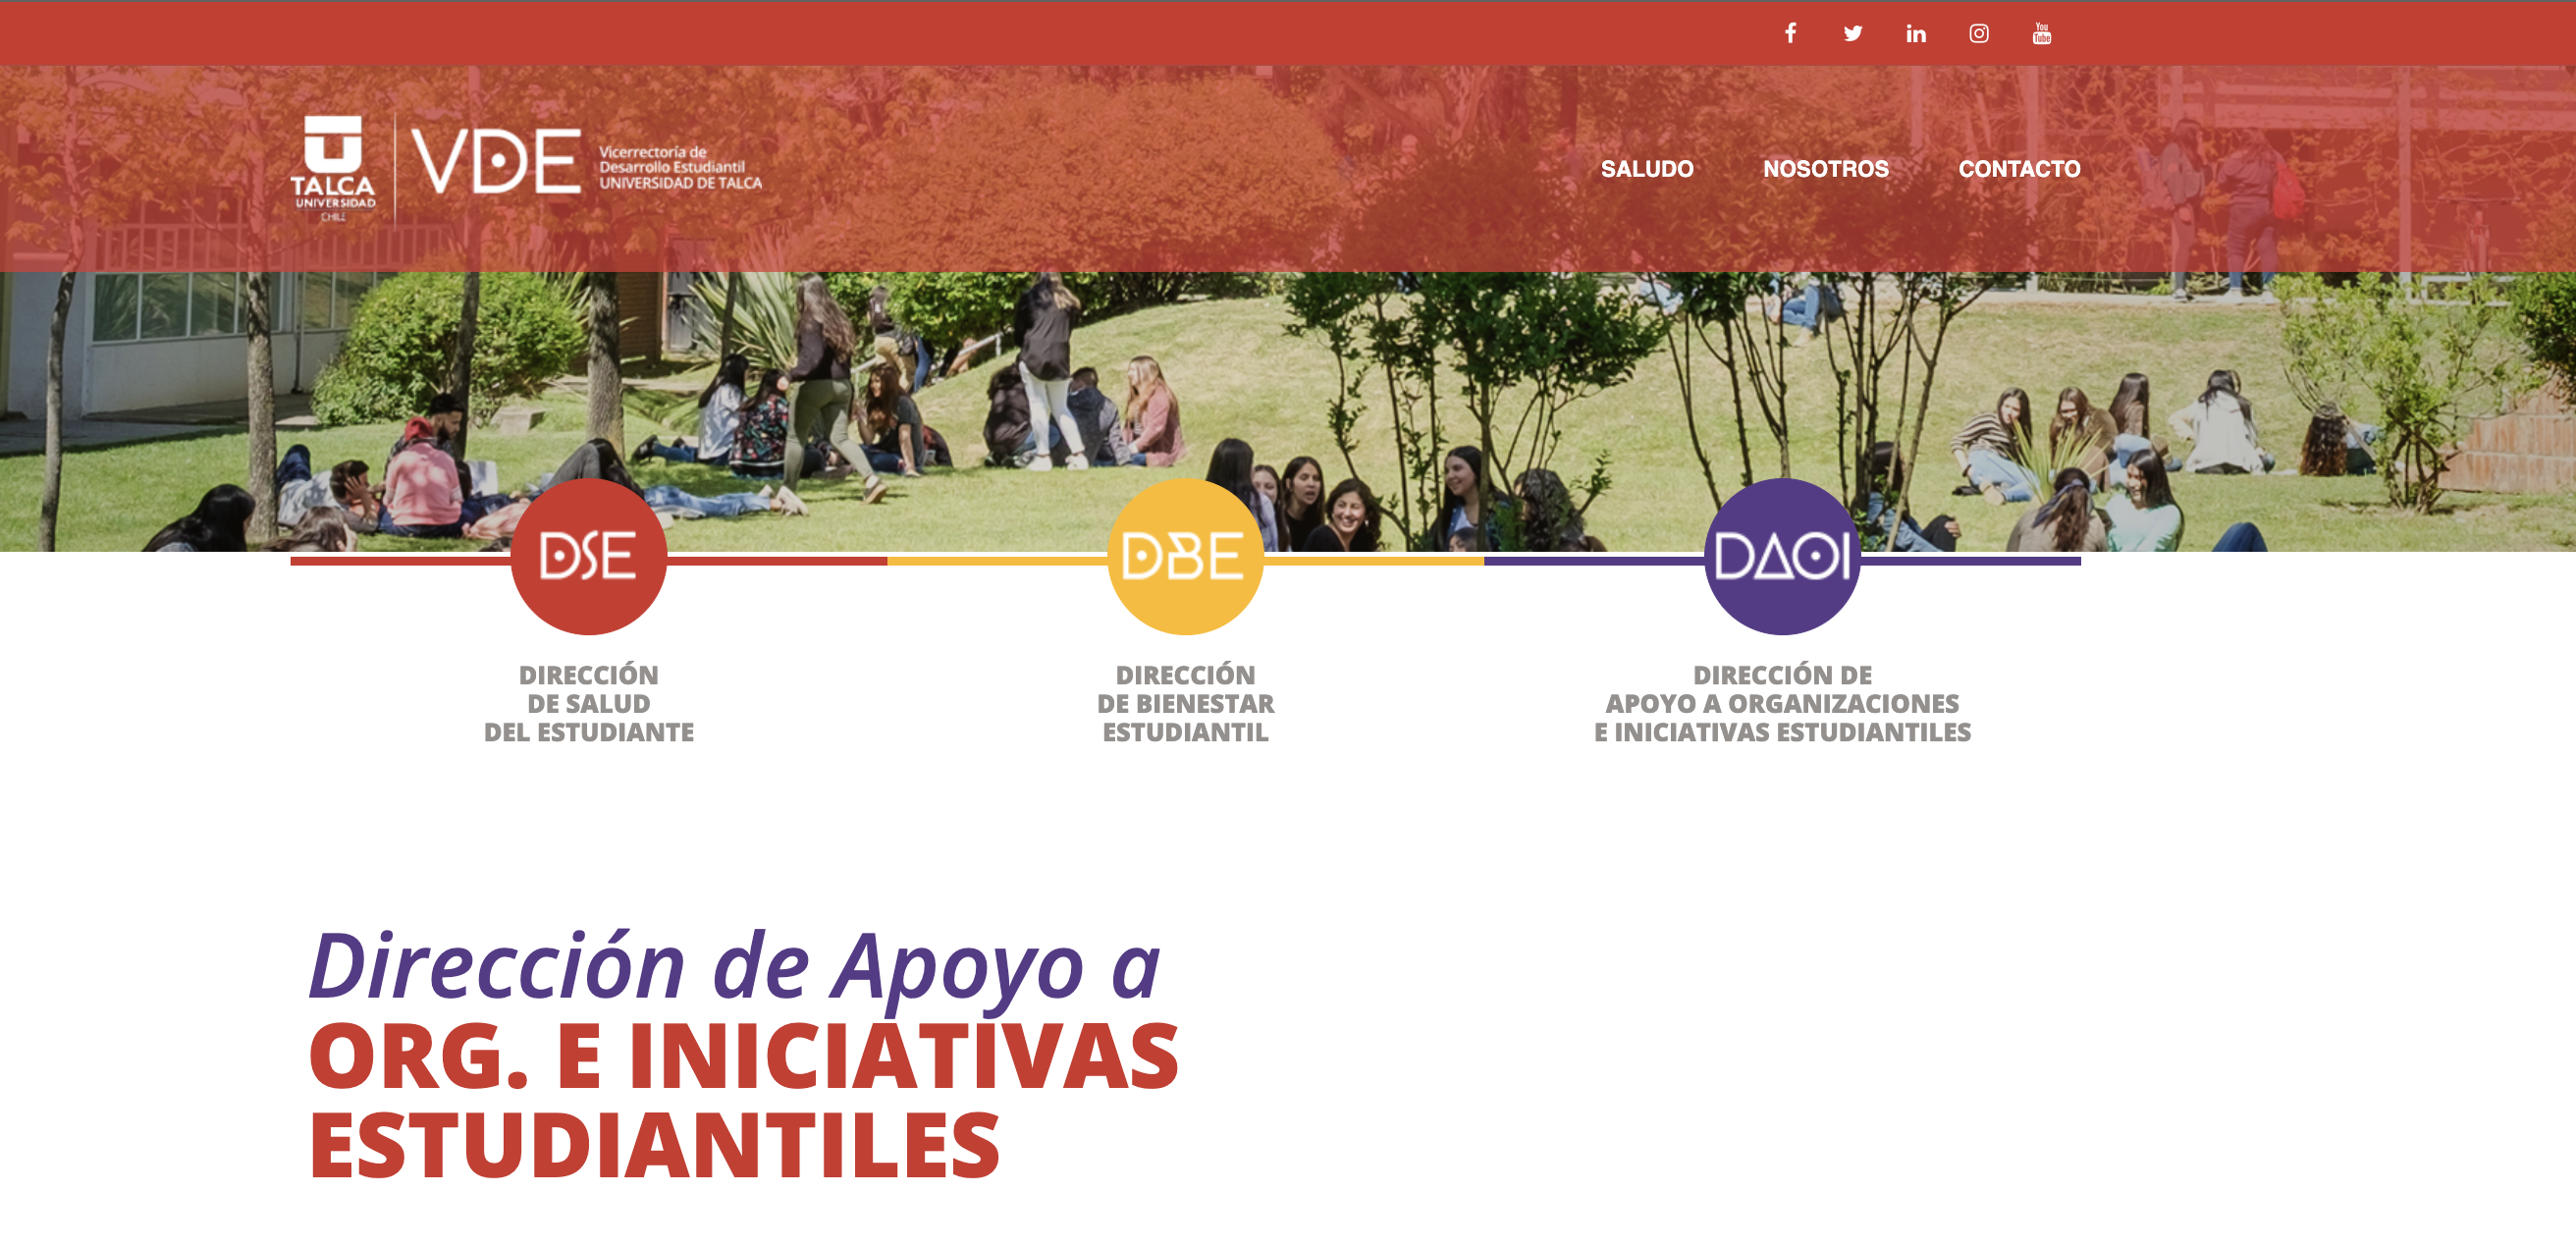 You
Tube
TALCA
UNIVERSIDAD
CHILE
VDE
Vicerrectoría de
Desarrollo Estudiantil
UNIVERSIDAD DE TALCA
SALUDO
NOSOTROS
CONTACTO
DSE
DIRECCIÓN
DE SALUD
DEL ESTUDIANTE
DBE
DIRECCIÓN
DE BIENESTAR
ESTUDIANTIL
DAOI
DIRECCIÓN DE
APOYO A ORGANIZACIONES
E INICIATIVAS ESTUDIANTILES
Dirección de Apoyo a
ORG. E INICIATIVAS
ESTUDIANTILES